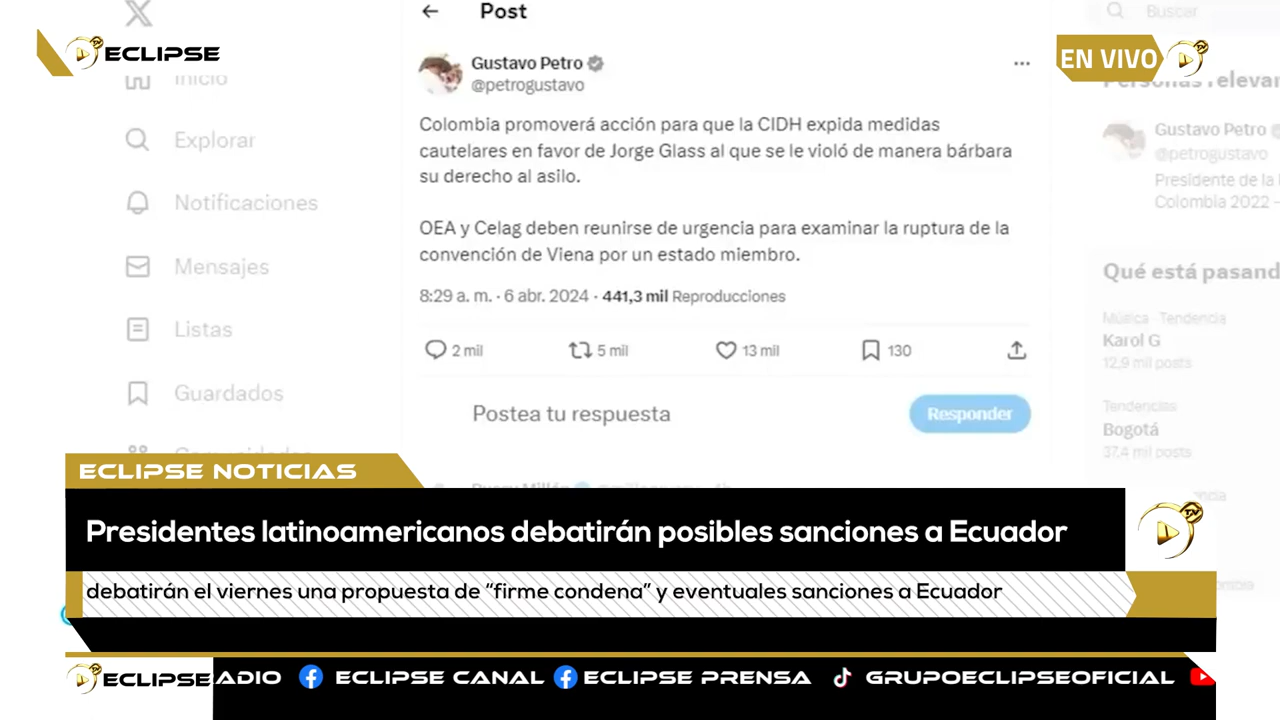 Post
Buscar
ECLIPSE
EN VIVO
Inicio
Explorar
Notificaciones
Mensajes
Listas
Guardados
Gustavo Petro
@petrogustavo
Colombia promoverá acción para que la CIDH expida medidas
cautelares en favor de Jorge Glass al que se le violó de manera bárbara
su derecho al asilo.
OEA y Celag deben reunirse de urgencia para examinar la ruptura de la
convención de Viena por un estado miembro.
8:29 a. m. · 6 abr. 2024 · 441,3 mil Reproducciones
2 mil 5 mil 13 mil 130
Postea tu respuesta
Responder
Personas relevan
Gustavo Petro
@petrogustavo
Presidente de la
Colombia 2022 -
Qué está pasand
Música · Tendencia
Karol G
12,9 mil posts
Tendencias
Bogotá
37,4 mil posts
ECLIPSE NOTICIAS
Presidentes latinoamericanos debatirán posibles sanciones a Ecuador
debatirán el viernes una propuesta de “firme condena” y eventuales sanciones a Ecuador
ECLIPSE
ADIO ECLIPSE CANAL ECLIPSE PRENSA GRUPOECLIPSEOFICIAL